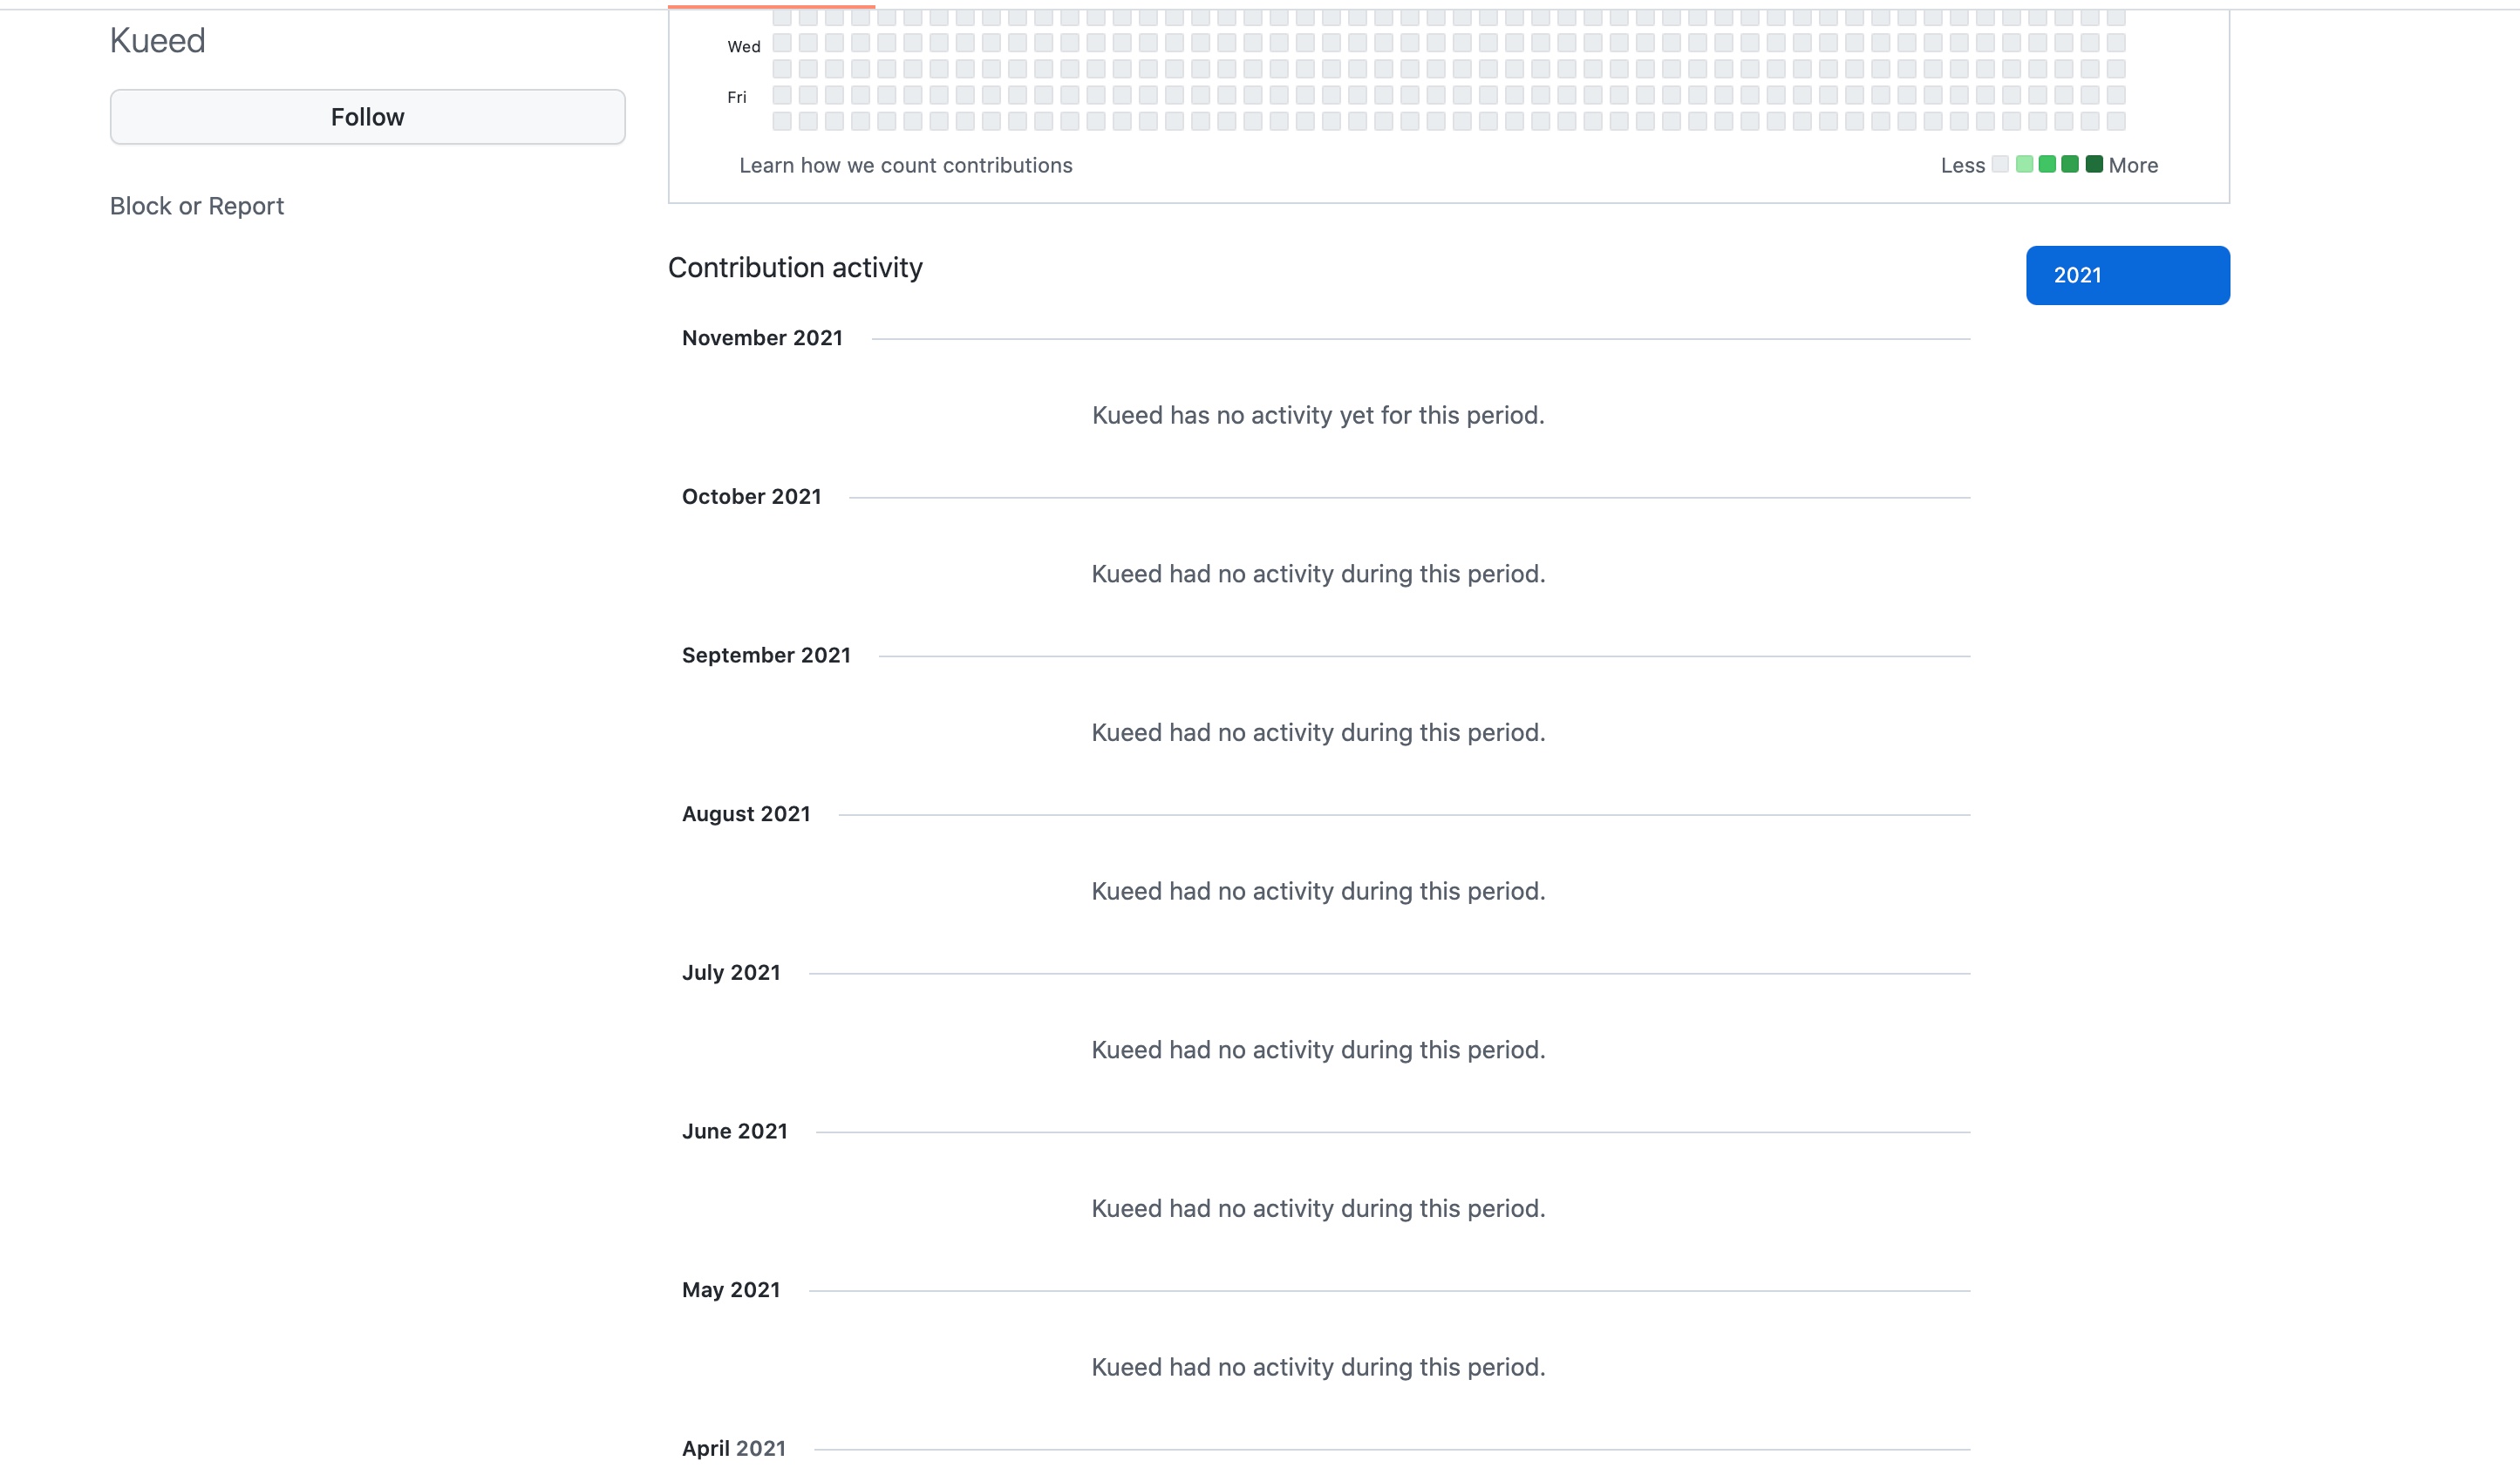 Kueed
Follow
Block or Report
Wed
Fri
Learn how we count contributions
Less More
Contribution activity
2021
November 2021
Kueed has no activity yet for this period.
October 2021
Kueed had no activity during this period.
September 2021
Kueed had no activity during this period.
August 2021
Kueed had no activity during this period.
July 2021
Kueed had no activity during this period.
June 2021
Kueed had no activity during this period.
May 2021
Kueed had no activity during this period.
April 2021